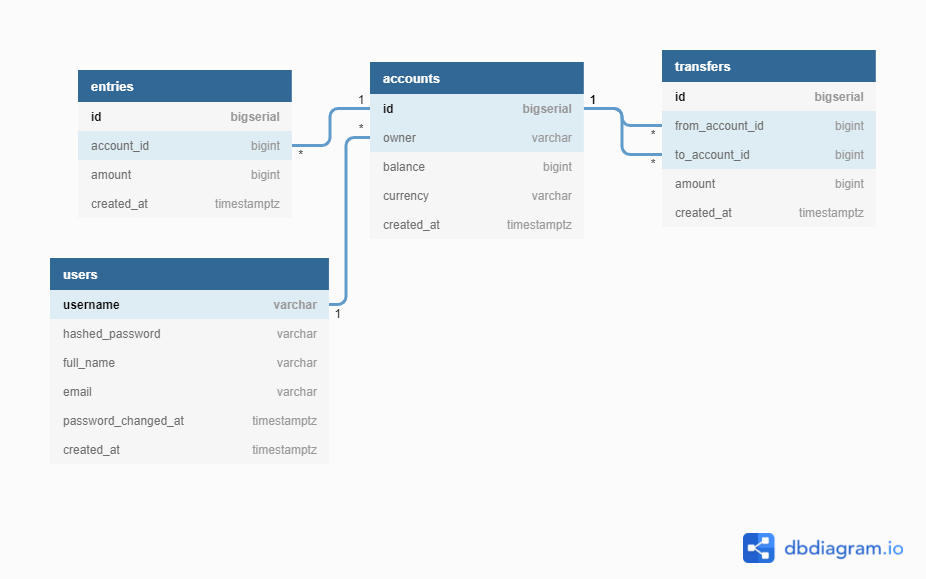 entries
id bigserial
account_id bigint
amount bigint
created_at timestamptz
1
*
*
accounts
id bigserial
owner varchar
balance bigint
currency varchar
created_at timestamptz
1
*
*
transfers
id bigserial
from_account_id bigint
to_account_id bigint
amount bigint
created_at timestamptz
users
username varchar
hashed_password varchar
full_name varchar
email varchar
password_changed_at timestamptz
created_at timestamptz
1
dbdiagram.io